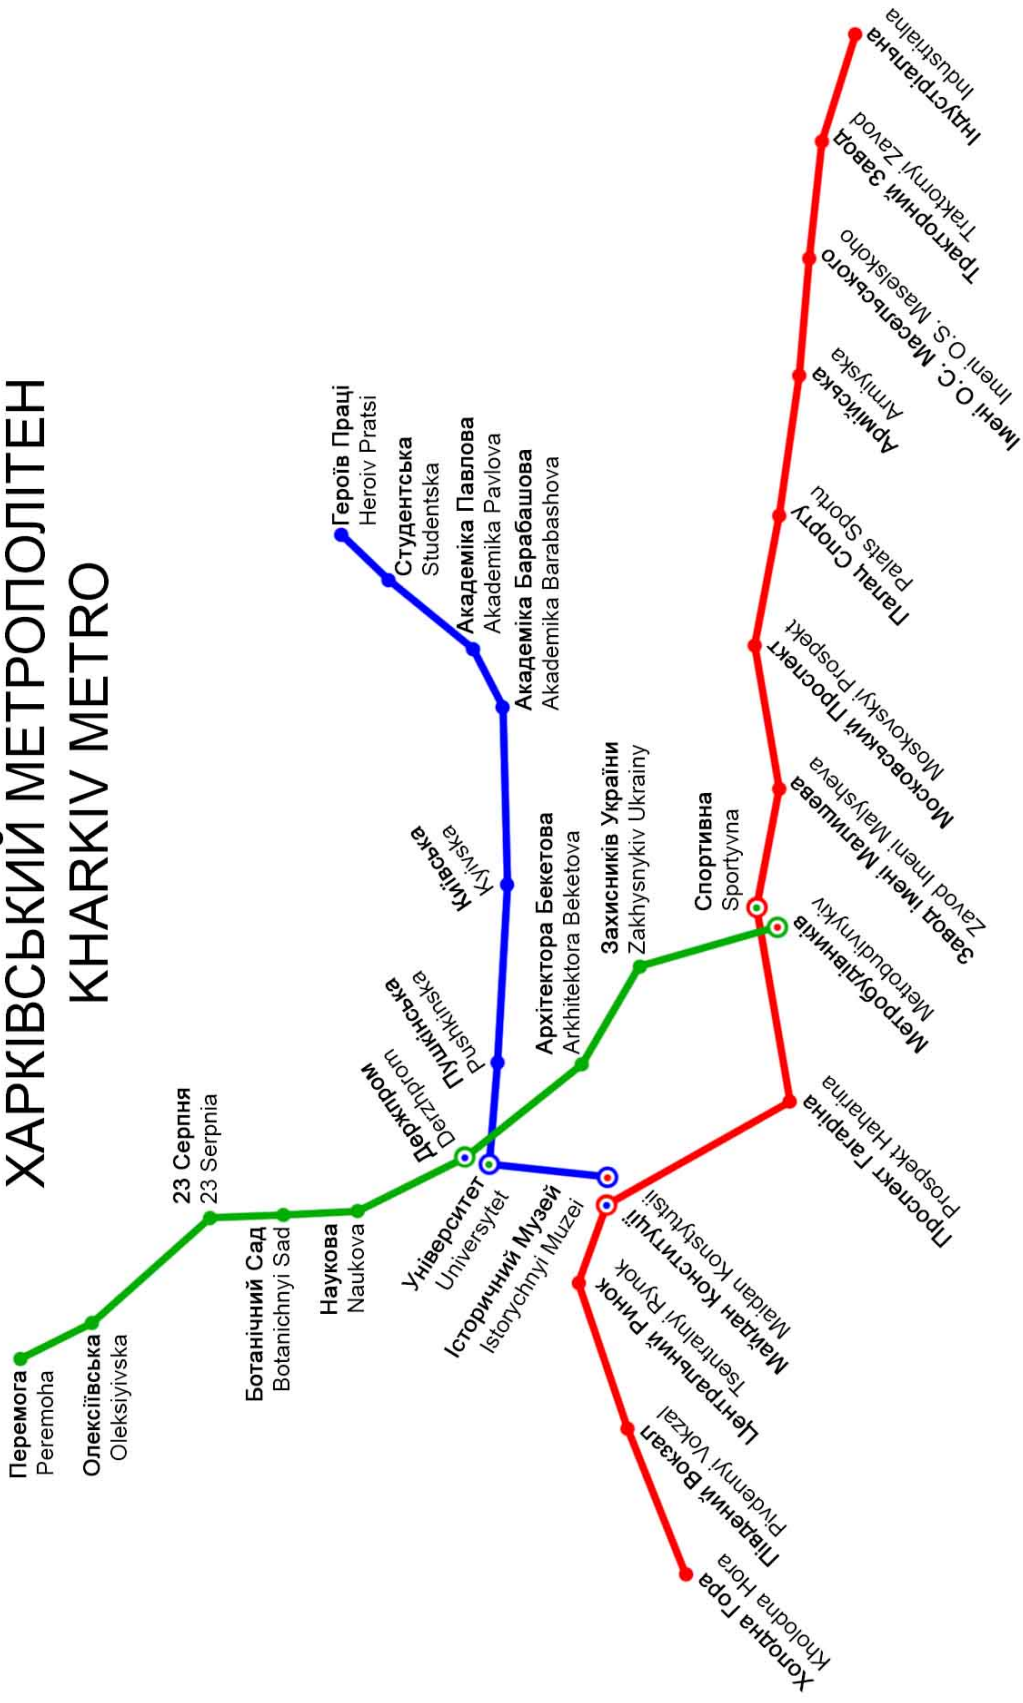 ХАРКІВСЬКИЙ МЕТРОПОЛІТЕН
KHARKIV METRO
Перемога
Peremoha
Олексіївська
Oleksiyivska
23 Серпня
23 Serpnia
Ботанічний Сад
Botanichnyi Sad
Наукова
Naukova
Держпром
Derzhprom
Університет
Universytet
Історичний Музей
Istorychnyi Muzei
Пушкінська
Pushkinska
Київська
Kyivska
Академіка Барабашова
Akademika Barabashova
Академіка Павлова
Akademika Pavlova
Студентська
Studentska
Героїв Праці
Heroiv Pratsi
Архітектора Бекетова
Arkhitektora Beketova
Захисників України
Zakhysnykiv Ukrainy
Метробудівників
Metrobudivnykiv
Спортивна
Sportyvna
Холодна Гора
Kholodna Hora
Південний Вокзал
Pivdennyi Vokzal
Центральний Ринок
Tsentralnyi Rynok
Майдан Конституції
Maidan Konstytutsii
Проспект Гагаріна
Prospekt Haharina
Завод імені Малишева
Zavod Imeni Malysheva
Московський Проспект
Moskovskyi Prospekt
Палац Спорту
Palats Sportu
Армійська
Armiyska
Імені О.С. Масельського
Imeni O.S. Maselskoho
Тракторний Завод
Traktornyi Zavod
Індустріальна
Industrialna